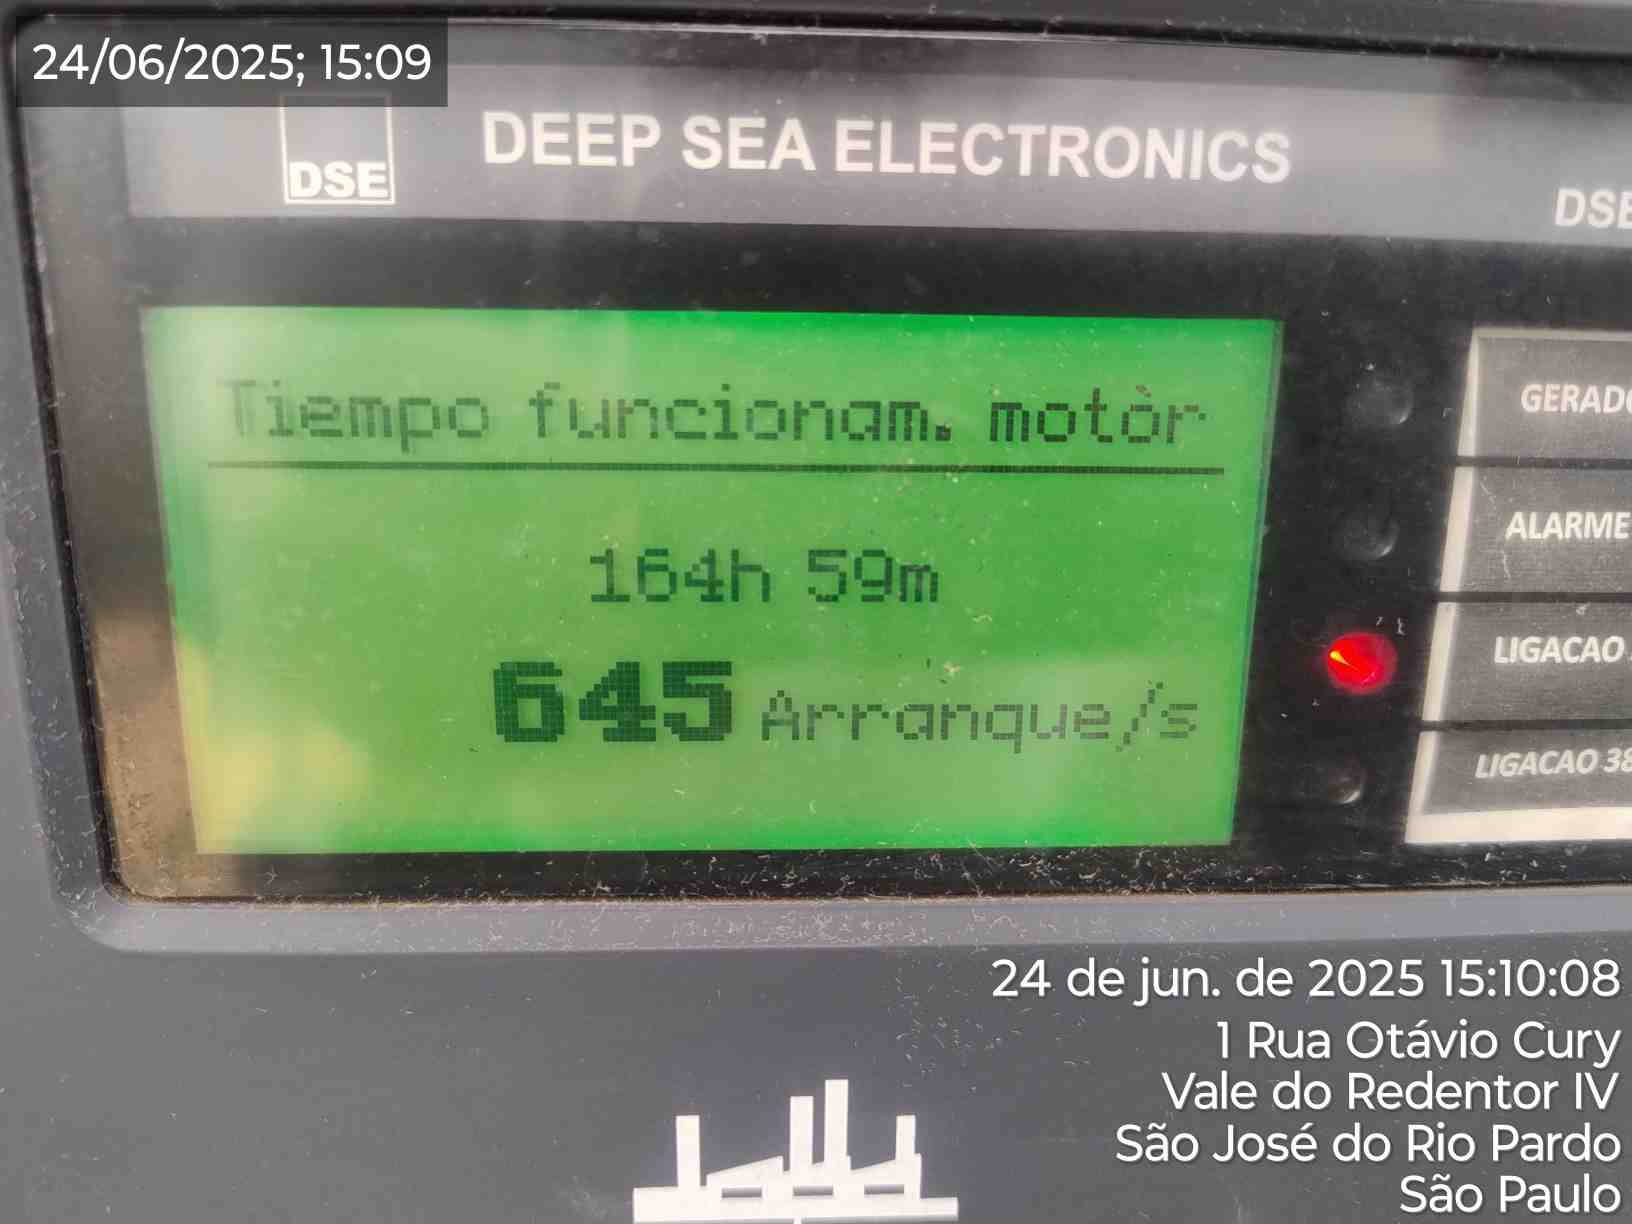 24/06/2025; 15:09
DSE
DEEP SEA ELECTRONICS
DSE
Tiempo funcionam. motòr
164h 59m
645 Arranque/s
GERADO
ALARME
LIGACAO
LIGACAO 38
24 de jun. de 2025 15:10:08
1 Rua Otávio Cury
Vale do Redentor IV
São José do Rio Pardo
São Paulo